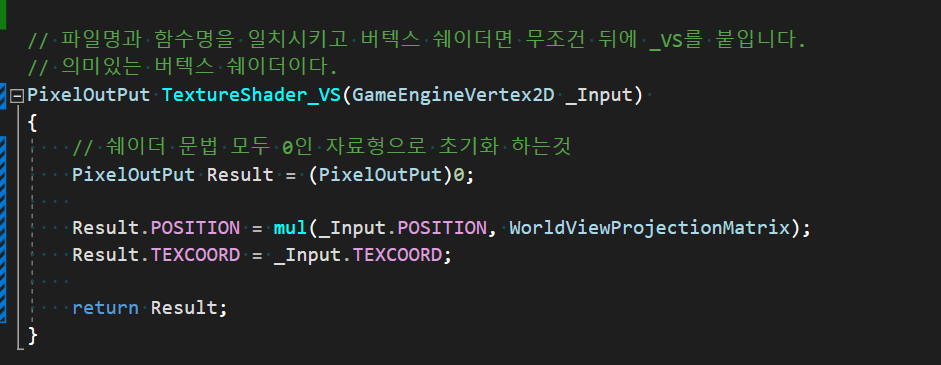 // 파일명과 함수명을 일치시키고 버텍스 쉐이더면 무조건 뒤에 _VS를 붙입니다.
// 의미있는 버텍스 쉐이더이다.
PixelOutPut TextureShader_VS(GameEngineVertex2D _Input)
{
// 쉐이더 문법 모두 0인 자료형으로 초기화 하는것
PixelOutPut Result = (PixelOutPut)0;
Result.POSITION = mul(_Input.POSITION, WorldViewProjectionMatrix);
Result.TEXCOORD = _Input.TEXCOORD;
return Result;
}